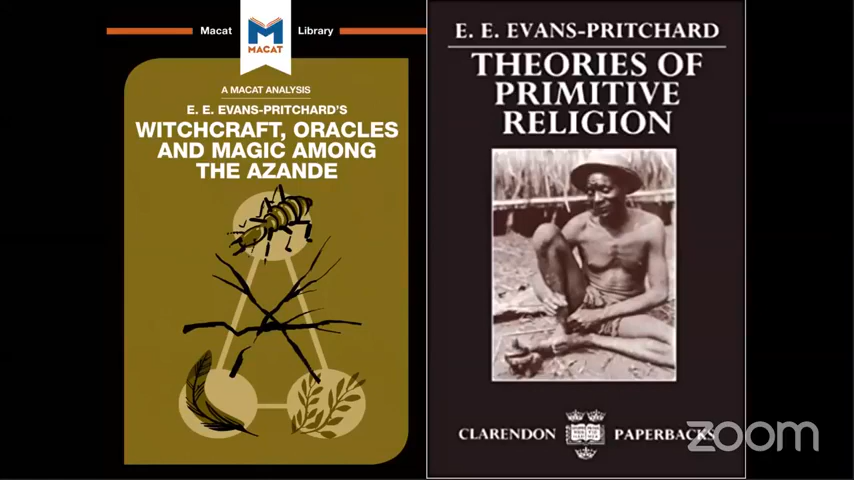 Macat
Library
MACAT
A MACAT ANALYSIS
E. E. EVANS-PRITCHARD'S
WITCHCRAFT, ORACLES
AND MAGIC AMONG
THE AZANDE
E. E. EVANS-PRITCHARD
THEORIES OF
PRIMITIVE
RELIGION
CLARENDON
PAPERBACKS
zoom